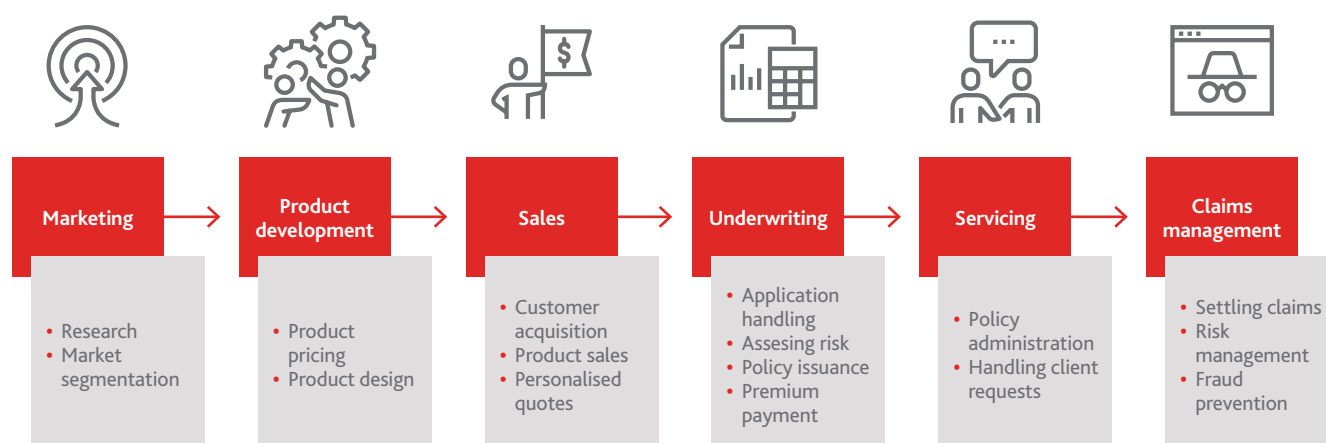 $
Marketing
Product
development
Sales
Underwriting
Servicing
Claims
management
• Research
• Market
segmentation
• Product
pricing
• Product design
• Customer
acquisition
• Product sales
• Personalised
quotes
• Application
handling
• Assesing risk
• Policy issuance
• Premium
payment
• Policy
administration
• Handling client
requests
• Settling claims
• Risk
management
• Fraud
prevention